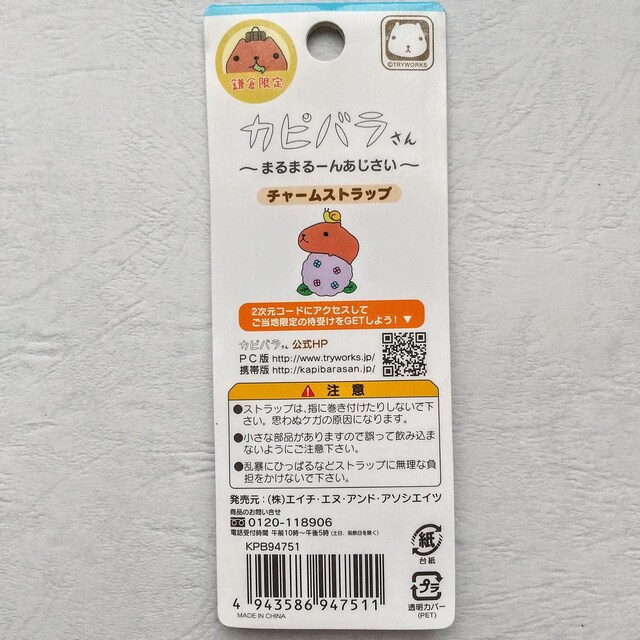 鎌倉限定
©TRYWORKS
カピバラさん
～まるまるーんあじさい～
チャームストラップ
2次元コードにアクセスして
ご当地限定の待受けをGETしよう！▼
カピバラさん 公式HP
PC版 http://www.tryworks.jp/
携帯版 http://kapibarasan.jp/
注意
●ストラップは、指に巻き付けたりしないで下
さい。思わぬケガの原因になります。
●小さな部品がありますので誤って飲み込ま
ないようにご注意下さい。
●乱暴にひっぱるなどストラップに無理な負
担をかけないで下さい。
発売元：(株)エイチ・エヌ・アンド・アソシエイツ
商品のお問い合せ
0120-118906
電話受付時間 午前10時～午後5時(土日、祝祭日を除く)
KPB94751
4 943586 947511
MADE IN CHINA
紙
台紙
プラ
透明カバー
(PET)